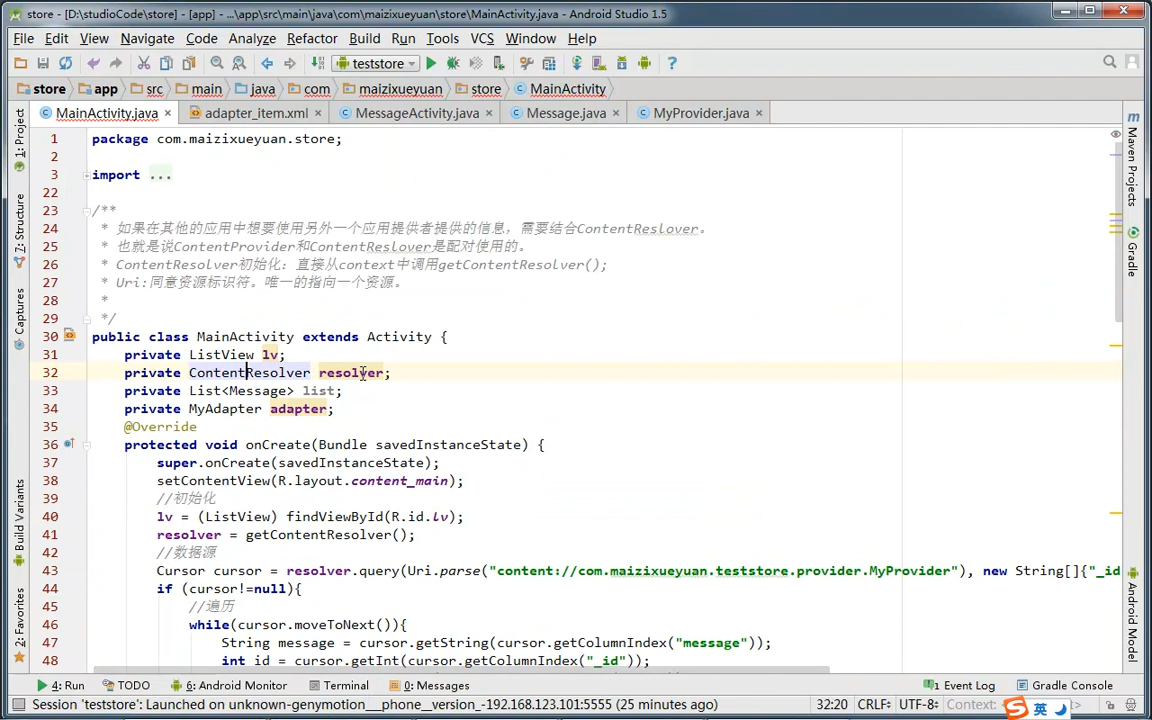 store - [D:\studioCode\store] - [app] - ...\app\src\main\java\com\maizixueyuan\store\MainActivity.java - Android Studio 1.5
File Edit View Navigate Code Analyze Refactor Build Run Tools VCS Window Help
teststore
store app src main java com maizixueyuan store MainActivity
MainActivity.java adapter_item.xml MessageActivity.java Message.java MyProvider.java
1 package com.maizixueyuan.store;
2
3 import ...
22
23 /**
24 * 如果在其他的应用中想要使用另外一个应用提供者提供的信息，需要结合ContentReslover。
25 * 也就是说ContentProvider和ContentReslover是配对使用的。
26 * ContentResolver初始化：直接从context中调用getContentResolver();
27 * Uri:同意资源标识符。唯一的指向一个资源。
28 *
29 */
30 public class MainActivity extends Activity {
31 private ListView lv;
32 private ContentResolver resolver;
33 private List<Message> list;
34 private MyAdapter adapter;
35 @Override
36 protected void onCreate(Bundle savedInstanceState) {
37 super.onCreate(savedInstanceState);
38 setContentView(R.layout.content_main);
39 //初始化
40 lv = (ListView) findViewById(R.id.lv);
41 resolver = getContentResolver();
42 //数据源
43 Cursor cursor = resolver.query(Uri.parse("content://com.maizixueyuan.teststore.provider.MyProvider"), new String[]{"_id
44 if (cursor!=null){
45 //遍历
46 while(cursor.moveToNext()){
47 String message = cursor.getString(cursor.getColumnIndex("message"));
48 int id = cursor.getInt(cursor.getColumnIndex("_id"));
1: Project
7: Structure
Captures
Build Variants
2: Favorites
Maven Projects
Gradle
Android Model
4: Run TODO 6: Android Monitor Terminal 0: Messages Event Log Gradle Console
Session 'teststore': Launched on unknown-genymotion___phone__version_-192.168.123.101:5555 (25 minutes ago) 32:20 CRLF UTF-8 Context:
英